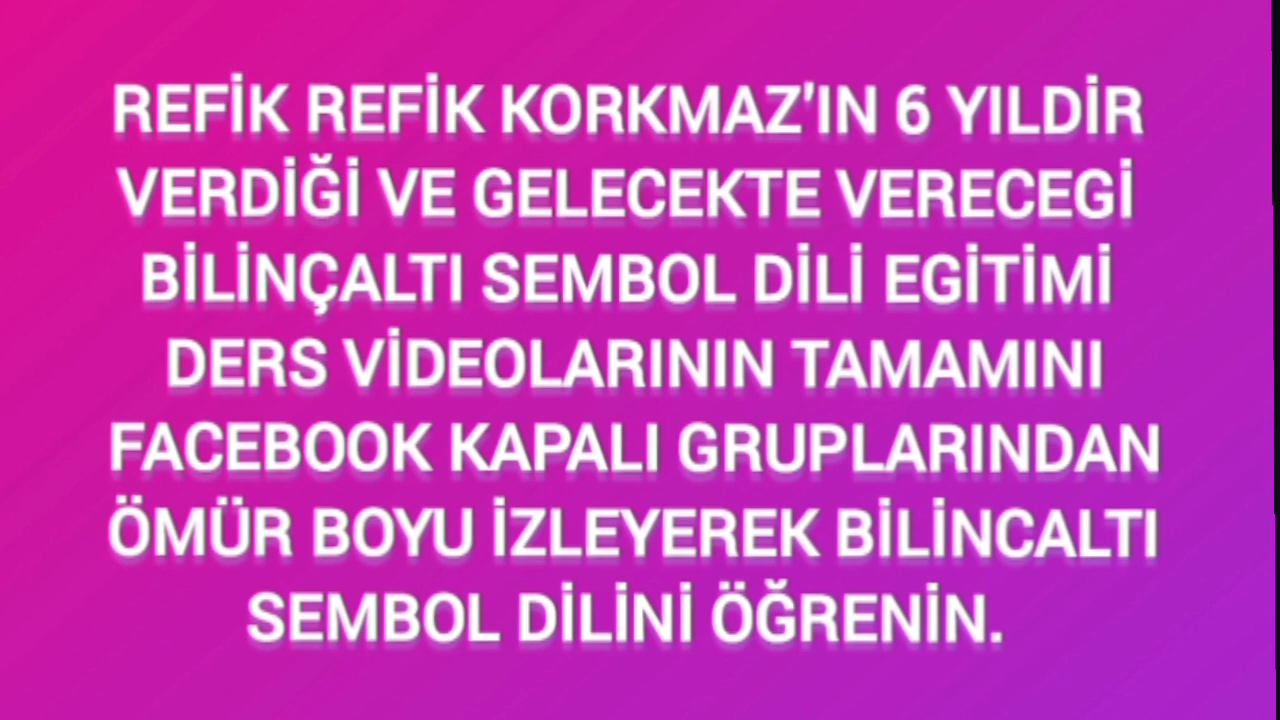 REFİK REFİK KORKMAZ'IN 6 YILDİR
VERDİĞİ VE GELECEKTE VERECEGİ
BİLİNÇALTI SEMBOL DİLİ EGİTİMİ
DERS VİDEOLARININ TAMAMINI
FACEBOOK KAPALI GRUPLARINDAN
ÖMÜR BOYU İZLEYEREK BİLİNCALTI
SEMBOL DİLİNİ ÖĞRENİN.